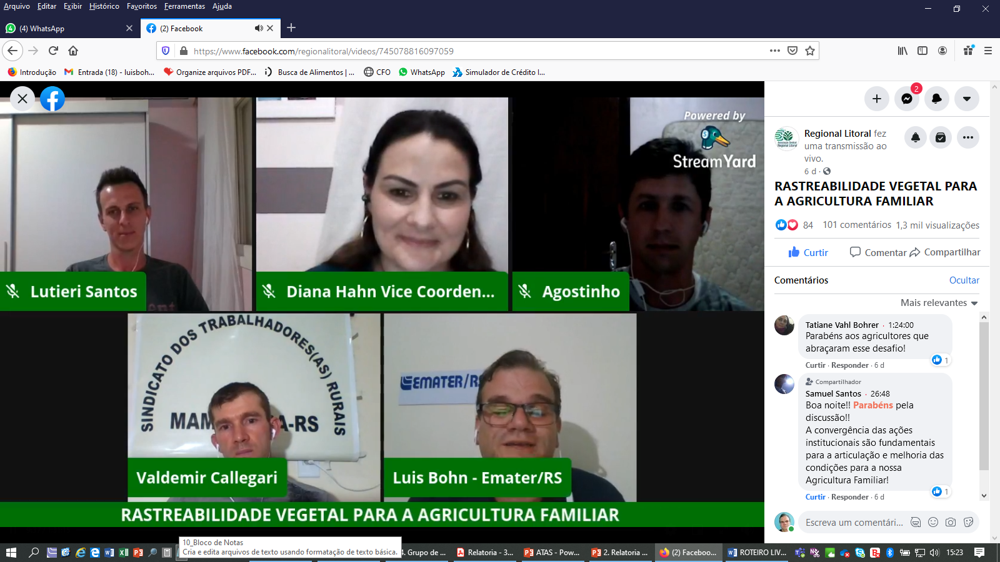 Arquivo Editar Exibir Histórico Favoritos Ferramentas Ajuda
(4) WhatsApp
(2) Facebook
https://www.facebook.com/regionalitoral/videos/745078816097059
Introdução
Entrada (18) - luisboh...
Organize arquivos PDF...
Busca de Alimentos | ...
CFO
WhatsApp
Simulador de Crédito I...
Powered by
StreamYard
Lutieri Santos
Diana Hahn Vice Coorden...
Agostinho
SINDICATO DOS TRABALHADORES(AS) RURAIS
EMATER/RS
Valdemir Callegari
Luis Bohn - Emater/RS
RASTREABILIDADE VEGETAL PARA A AGRICULTURA FAMILIAR
2
Regional Litoral fez
uma transmissão ao
vivo.
6 d ·
RASTREABILIDADE VEGETAL PARA
A AGRICULTURA FAMILIAR
84 101 comentários 1,3 mil visualizações
Curtir Comentar Compartilhar
Comentários Ocultar
Mais relevantes
Tatiane Vahl Bohrer · 1:24:00
Parabéns aos agricultores que
abraçaram esse desafio!
1
Curtir · Responder · 6 d
Compartilhador
Samuel Santos · 26:48
Boa noite!! Parabéns pela
discussão!!
A convergência das ações
institucionais são fundamentais
para a articulação e melhoria das
condições para a nossa
Agricultura Familiar!
1
Curtir · Responder · 6 d
Escreva um comentári...
10_Bloco de Notas
Cria e edita arquivos de texto usando formatação de texto básica.
4. Grupo de ...
Relatoria - 3...
ATAS - Pow...
2. Relatoria ...
(2) Faceboo...
ROTEIRO LIV...
15:23